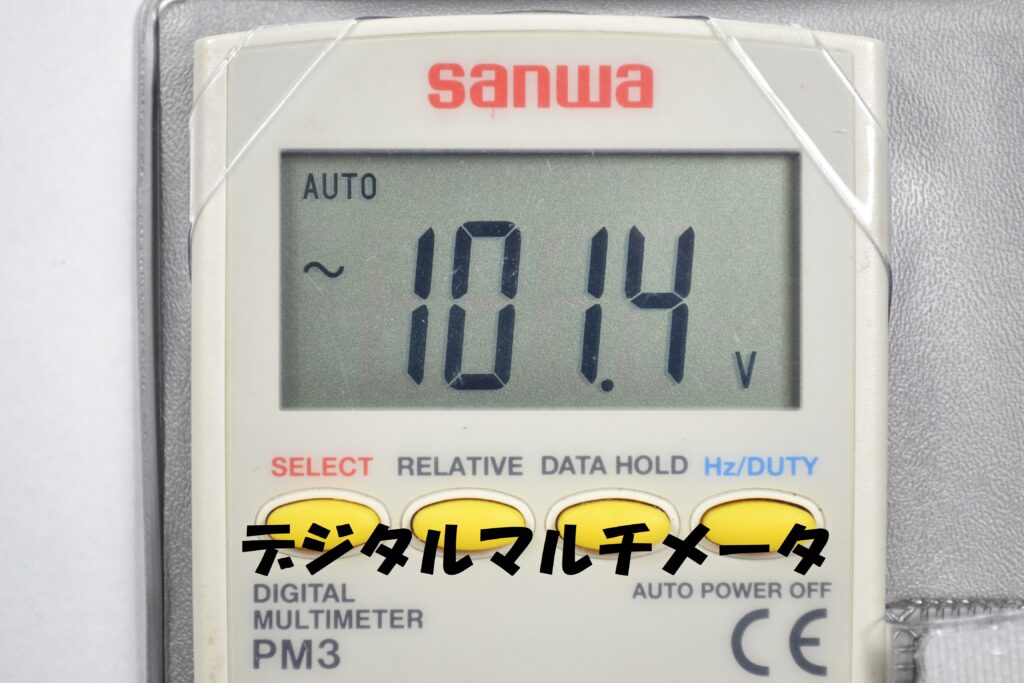 sanwa
AUTO
~ 101.4 V
SELECT RELATIVE DATA HOLD Hz/DUTY
デジタルマルチメータ
DIGITAL
MULTIMETER
PM3
AUTO POWER OFF
CE